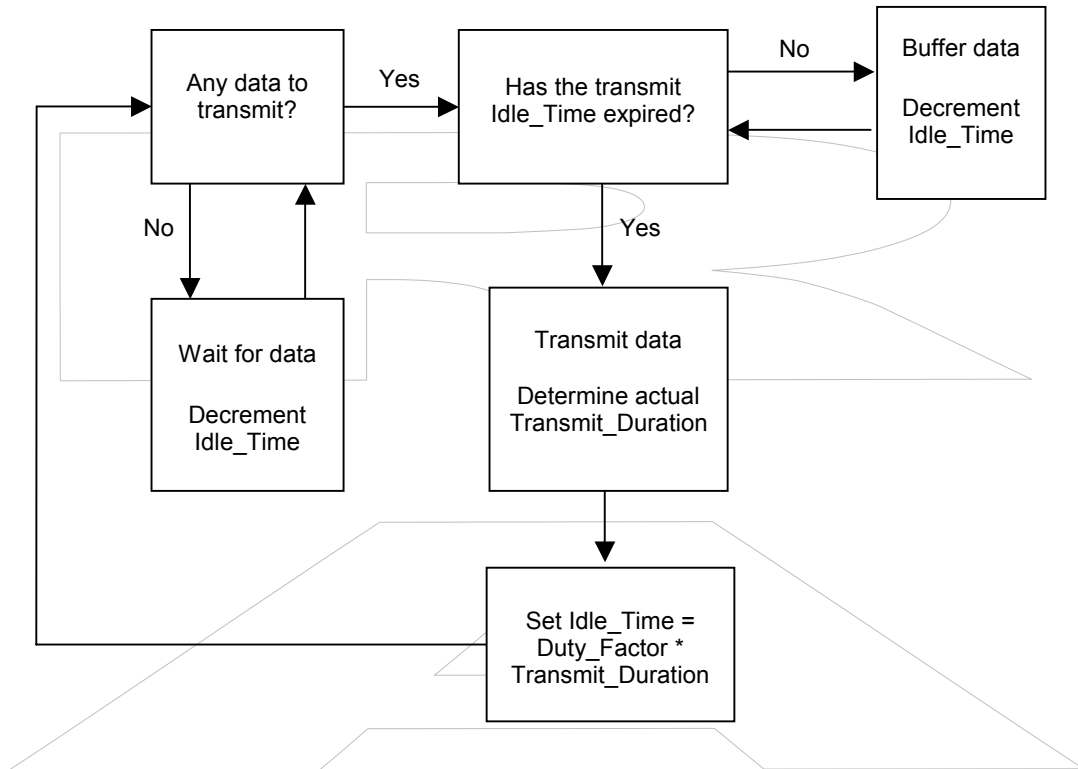 Any data to
transmit?
Yes
Has the transmit
Idle_Time expired?
No
Buffer data
Decrement
Idle_Time
No
Wait for data
Decrement
Idle_Time
Yes
Transmit data
Determine actual
Transmit_Duration
Set Idle_Time =
Duty_Factor *
Transmit_Duration